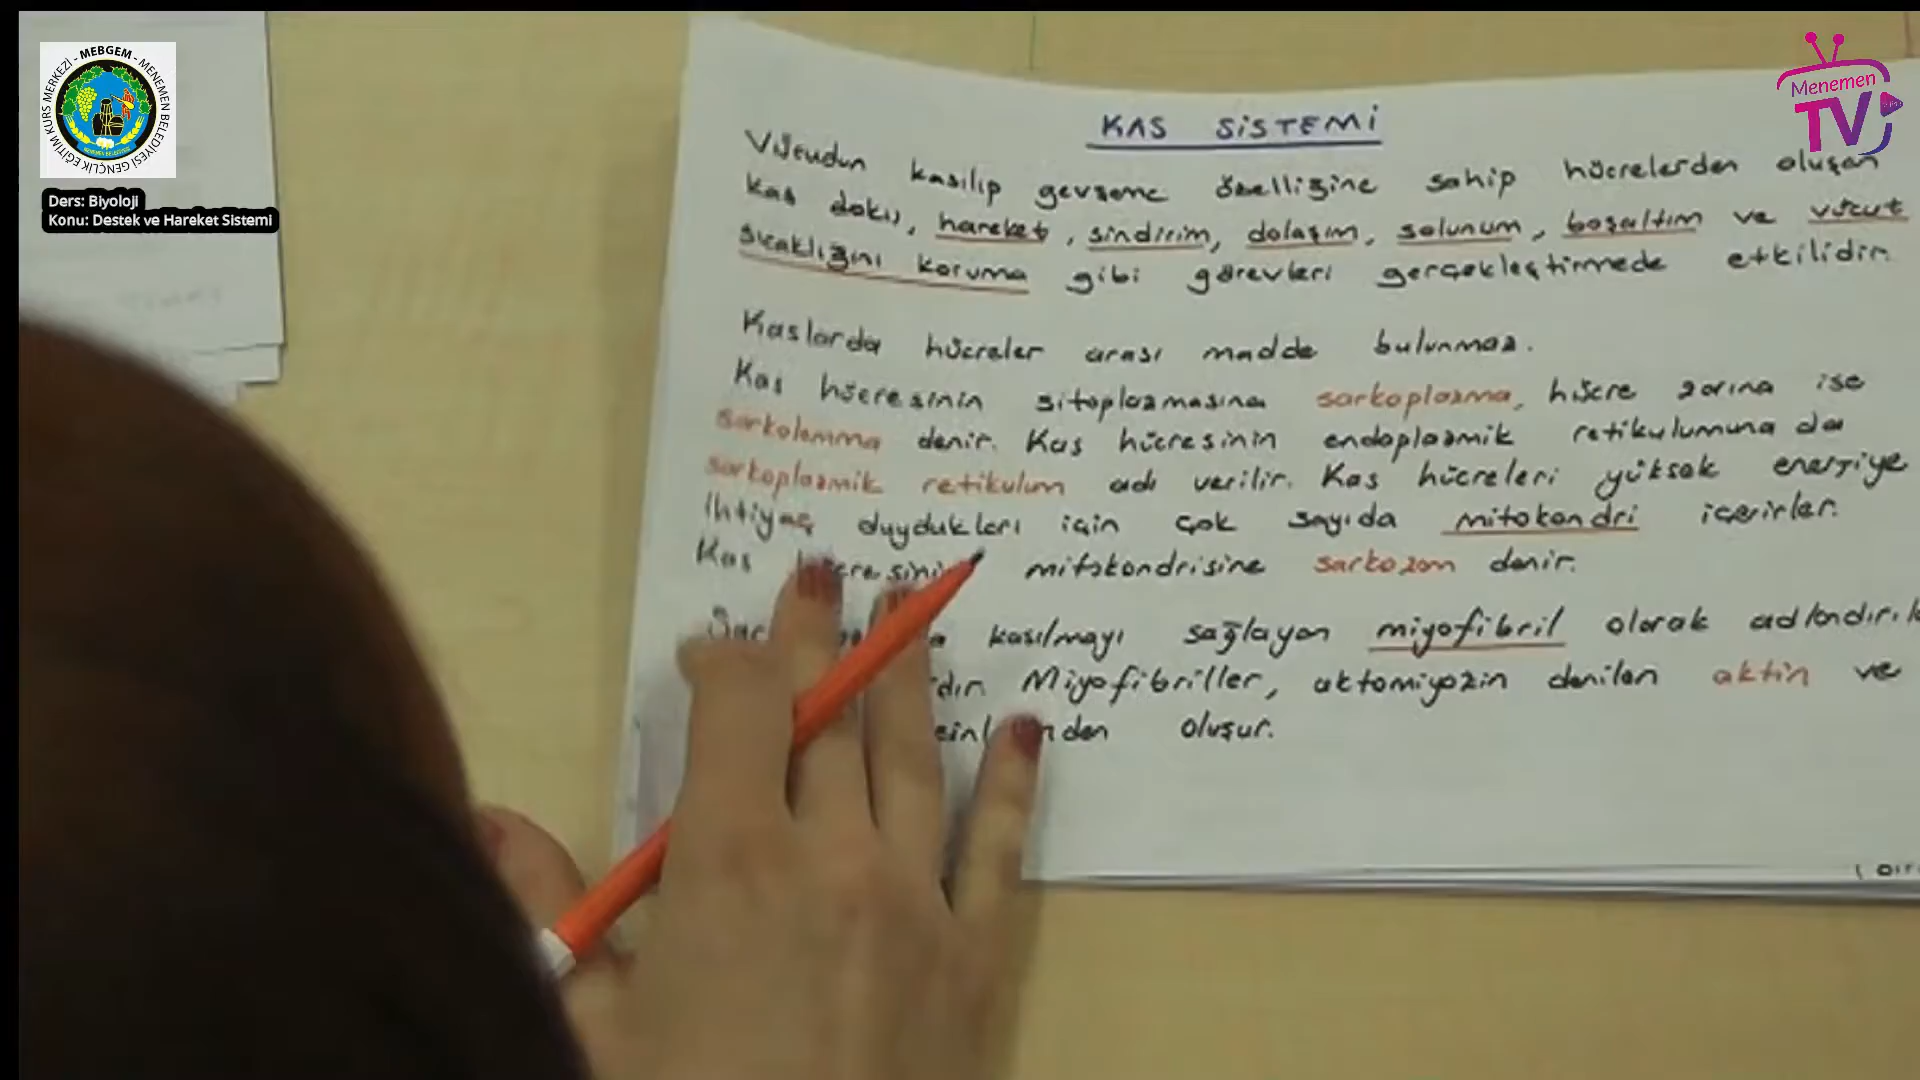 MEBGEM - MENEMEN BELEDİYESİ GENÇLİK EĞİTİM KURS MERKEZİ -
Ders: Biyoloji
Konu: Destek ve Hareket Sistemi
Menemen
TV
KAS SİSTEMİ
Vücudun kasılıp gevşeme özelliğine sahip hücrelerden oluşan
kas doku, hareket, sindirim, dolaşım, solunum, boşaltım ve vücut
sıcaklığını koruma gibi görevleri gerçekleştirmede etkilidir.
Kaslarda hücreler arası madde bulunmaz.
Kas hücresinin sitoplazmasına sarkoplazma, hücre zarına ise
sarkolemma denir. Kas hücresinin endoplazmik retikulumuna da
sarkoplazmik retikulum adı verilir. Kas hücreleri yüksek enerjiye
ihtiyaç duydukları için çok sayıda mitokondri içerirler.
Kas mitokondrisine sarkozom denir.
kasılmayı sağlayan miyofibril olarak
Miyofibriller, aktomiyozin denilen aktin ve
oluşur.